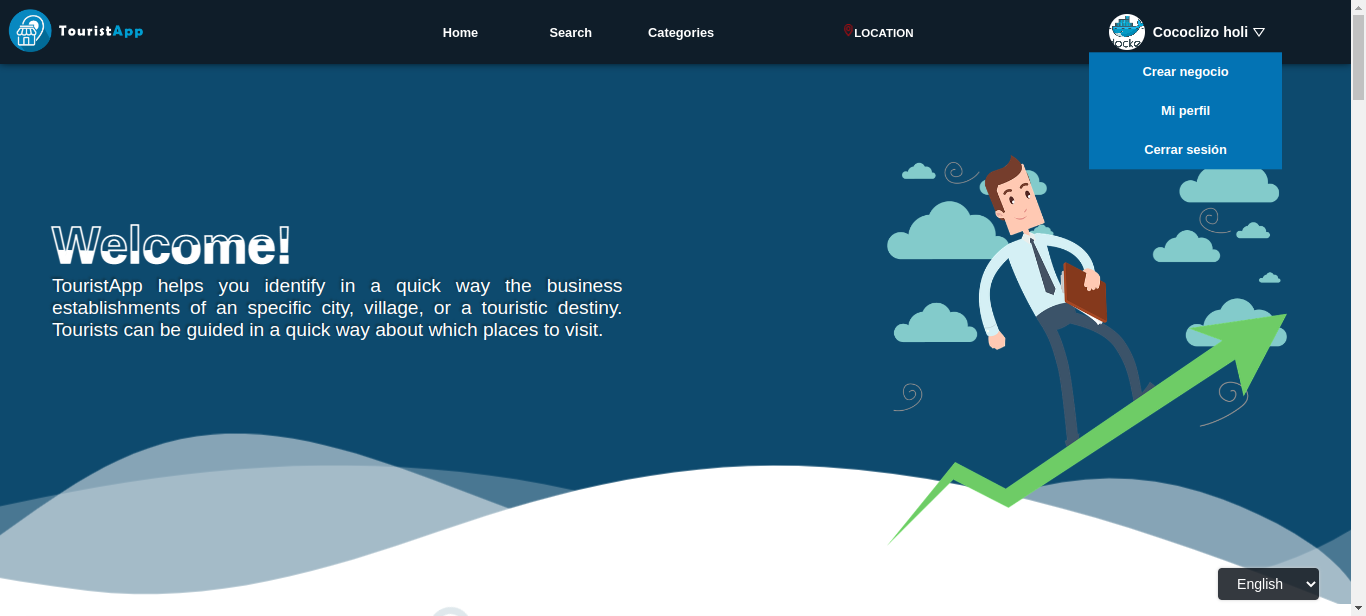 TouristApp
Home
Search
Categories
LOCATION
Cococlizo holi
Crear negocio
Mi perfil
Cerrar sesión
Welcome!
TouristApp helps you identify in a quick way the business
establishments of an specific city, village, or a touristic destiny.
Tourists can be guided in a quick way about which places to visit.
English